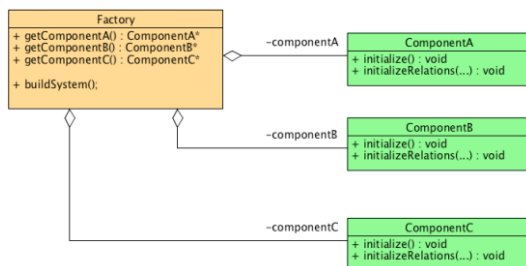 Factory
+ getComponentA() : ComponentA*
+ getComponentB() : ComponentB*
+ getComponentC() : ComponentC*
+ buildSystem();
-componentA
ComponentA
+ initialize() : void
+ initializeRelations(...) : void
-componentB
ComponentB
+ initialize() : void
+ initializeRelations(...) : void
-componentC
ComponentC
+ initialize() : void
+ initializeRelations(...) : void